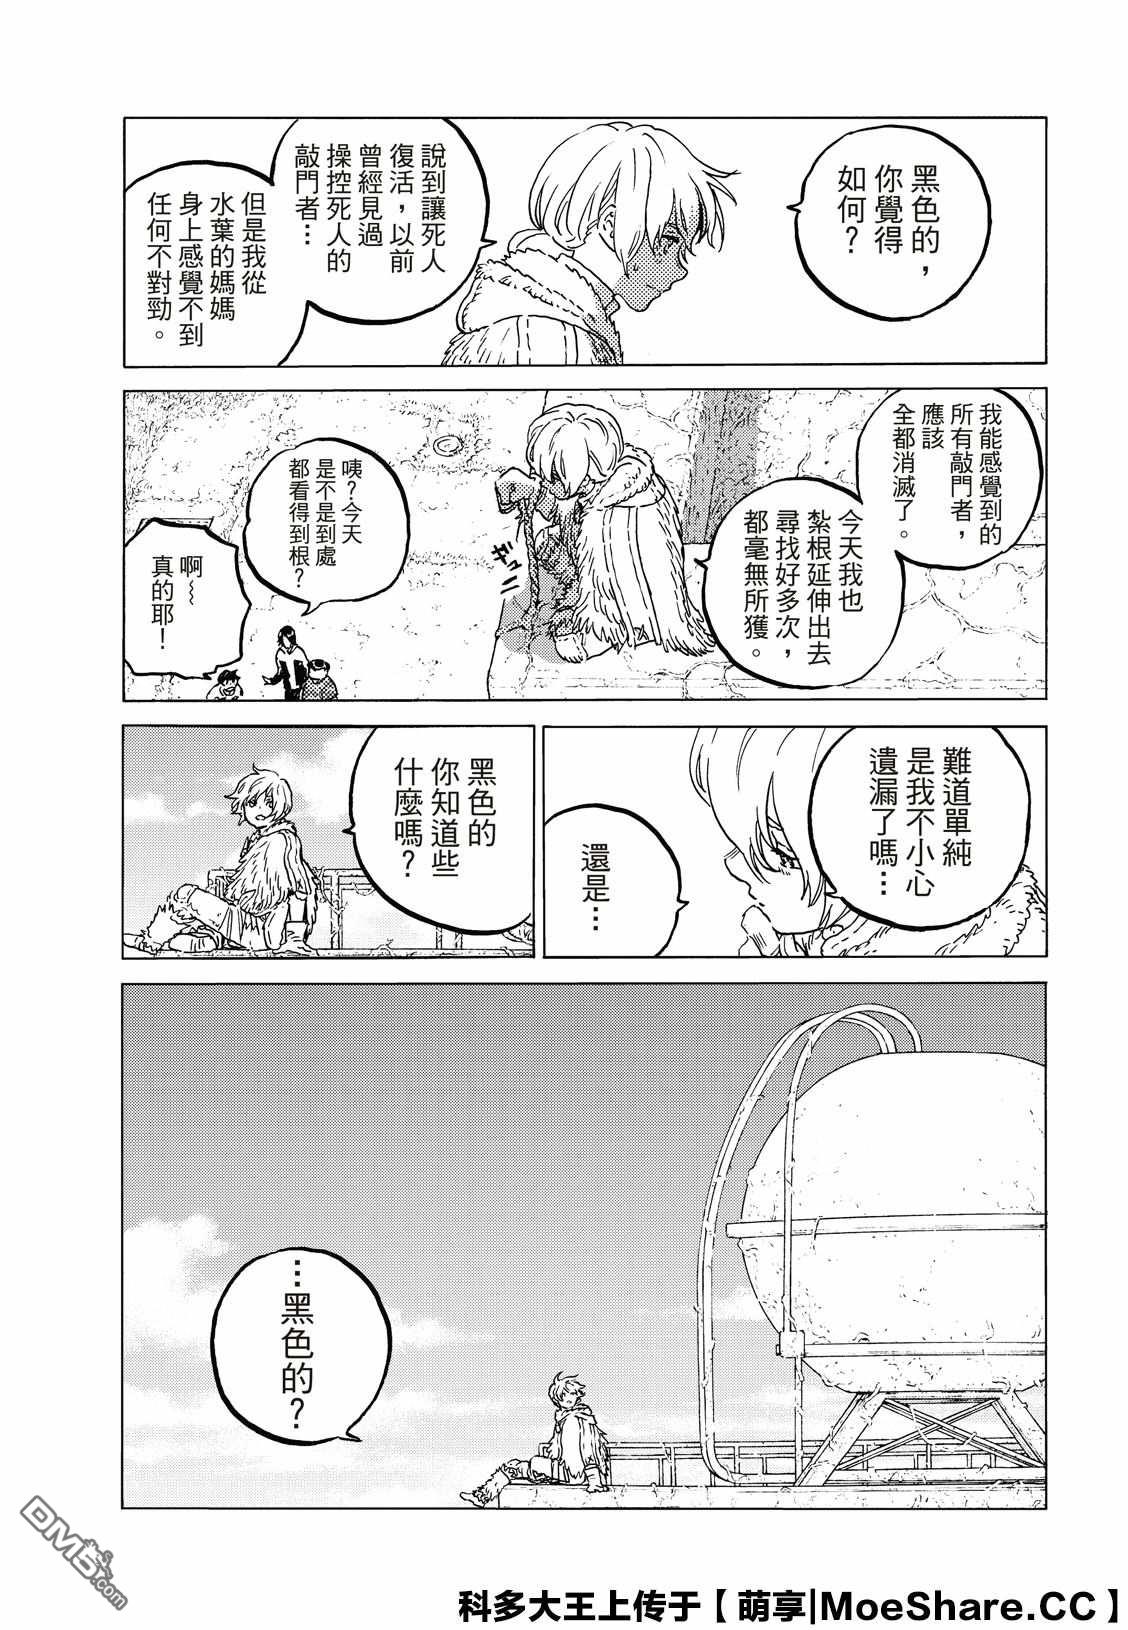 黑色的，
你覺得
如何？
說到讓死人
復活，以前
曾經見過
操控死人的
敲門者…
但是我從
水葉的媽媽
身上感覺不到
任何不對勁。
我能感覺到的
所有敲門者，
應該
全都消滅了。
今天我也
紮根延伸出去
尋找好多次，
都毫無所獲。
ギュッ
咦？今天
是不是到處
都看得到根？
啊～
真的耶！
難道單純
是我不小心
遺漏了嗎…
還是…
黑色的
你知道些
什麼嗎？
…黑色的？
DM5.com
科多大王上传于【萌享|MoeShare.CC】